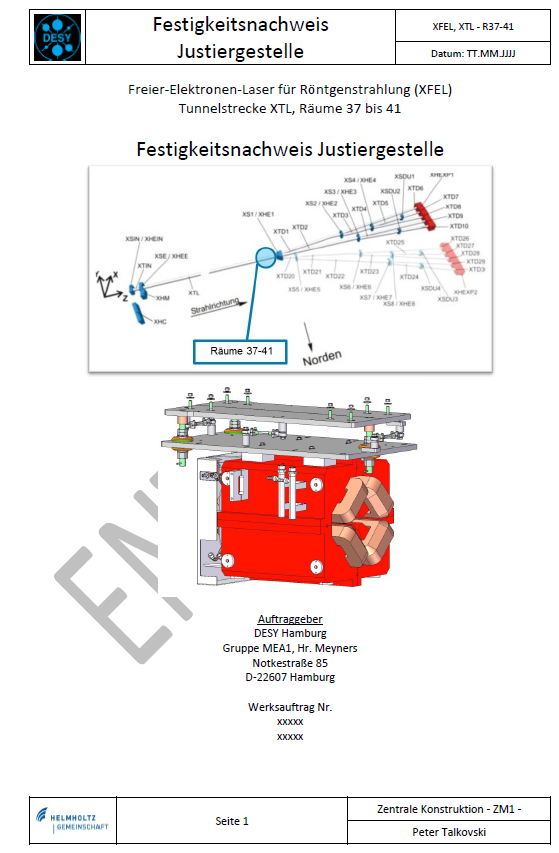 DESY
Festigkeitsnachweis
Justiergestelle
XFEL, XTL - R37-41
Datum: TT.MM.JJJJ
Freier-Elektronen-Laser für Röntgenstrahlung (XFEL)
Tunnelstrecke XTL, Räume 37 bis 41
Festigkeitsnachweis Justiergestelle
XS4 / XHE4
XSDU1
XHEXP1
XS3 / XHE3
XSDU2
XTD6
XS2 / XHE2
XTD5
XTD7
XTD4
XTD8
XS1 / XHE1
XTD3
XTD9
XTD2
XTD10
XTD1
XSIN / XHEIN
XTD26
XTD25
XTD27
XSE / XHEE
XTD28
XTIN
XTD29
XTD20
XTD21
XTD23
XTD3
XTD22
XTD24
XTL
XS5 / XHE5
XS6 / XHE6
XSDU4
XHEXP2
XHM
XS7 / XHE7
XSDU3
XS8 / XHE8
Y
X
Z
Strahlrichtung
XHC
Räume 37-41
Norden
Auftraggeber
DESY Hamburg
Gruppe MEA1, Hr. Meyners
Notkestraße 85
D-22607 Hamburg
Werksauftrag Nr.
xxxxx
xxxxx
HELMHOLTZ
GEMEINSCHAFT
Seite 1
Zentrale Konstruktion - ZM1 -
Peter Talkovski